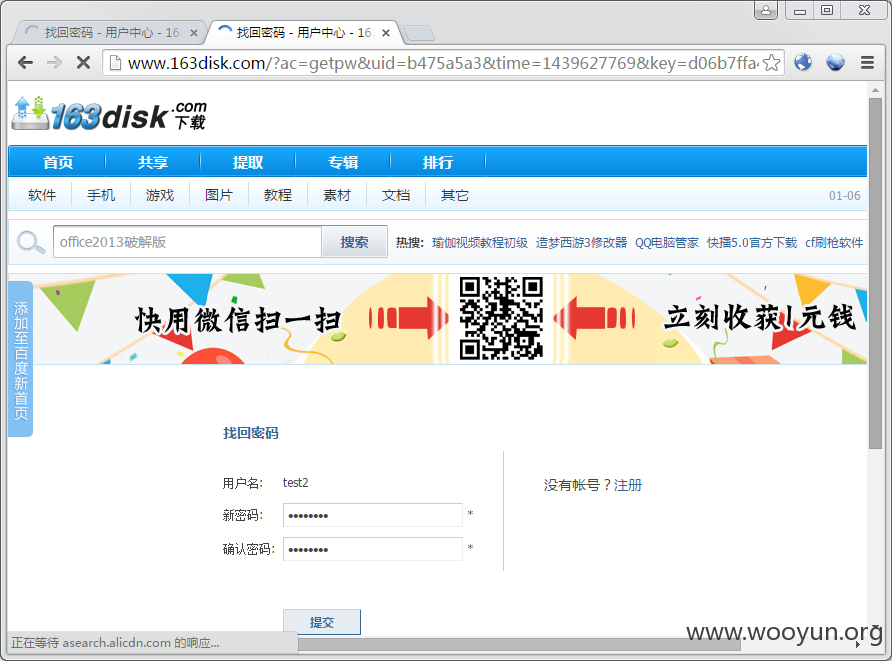 找回密码 - 用户中心 - 16
找回密码 - 用户中心 - 16
www.163disk.com/?ac=getpw&uid=b475a5a3&time=1439627769&key=d06b7ffa
163disk.com
下载
首页 共享 提取 专辑 排行
软件 手机 游戏 图片 教程 素材 文档 其它 01-06
office2013破解版 搜索 热搜: 瑜伽视频教程初级 造梦西游3修改器 QQ电脑管家 快播5.0官方下载 cf刷枪软件
添加至百度新首页
快用微信扫一扫 立刻收获1元钱
找回密码
用户名: test2
没有帐号？注册
新密码: •••••••• *
确认密码: •••••••• *
提交
正在等待 asearch.alicdn.com 的响应...
www.wooyun.org